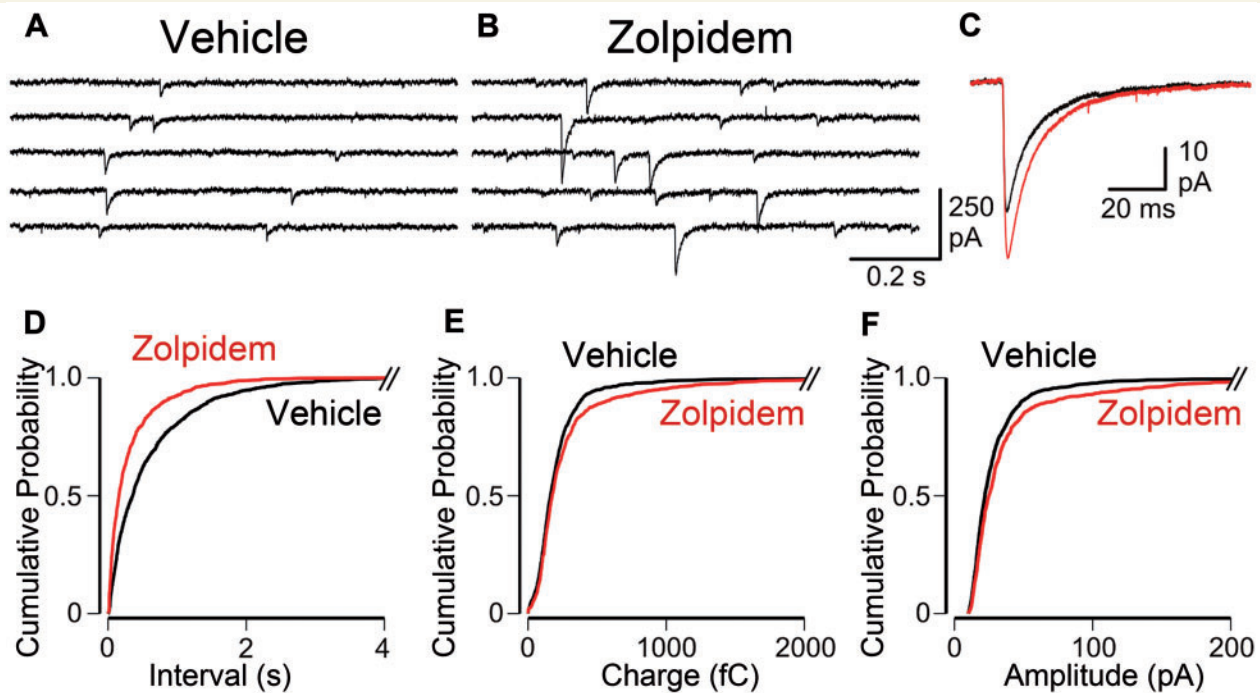 A
Vehicle
B
Zolpidem
C
10
pA
20 ms
250
pA
0.2 s
D
Zolpidem
Vehicle
Cumulative Probability
1.0
0.5
0
0
2
4
Interval (s)
E
Vehicle
Zolpidem
Cumulative Probability
1.0
0.5
0
0
1000
2000
Charge (fC)
F
Vehicle
Zolpidem
Cumulative Probability
1.0
0.5
0
0
100
200
Amplitude (pA)